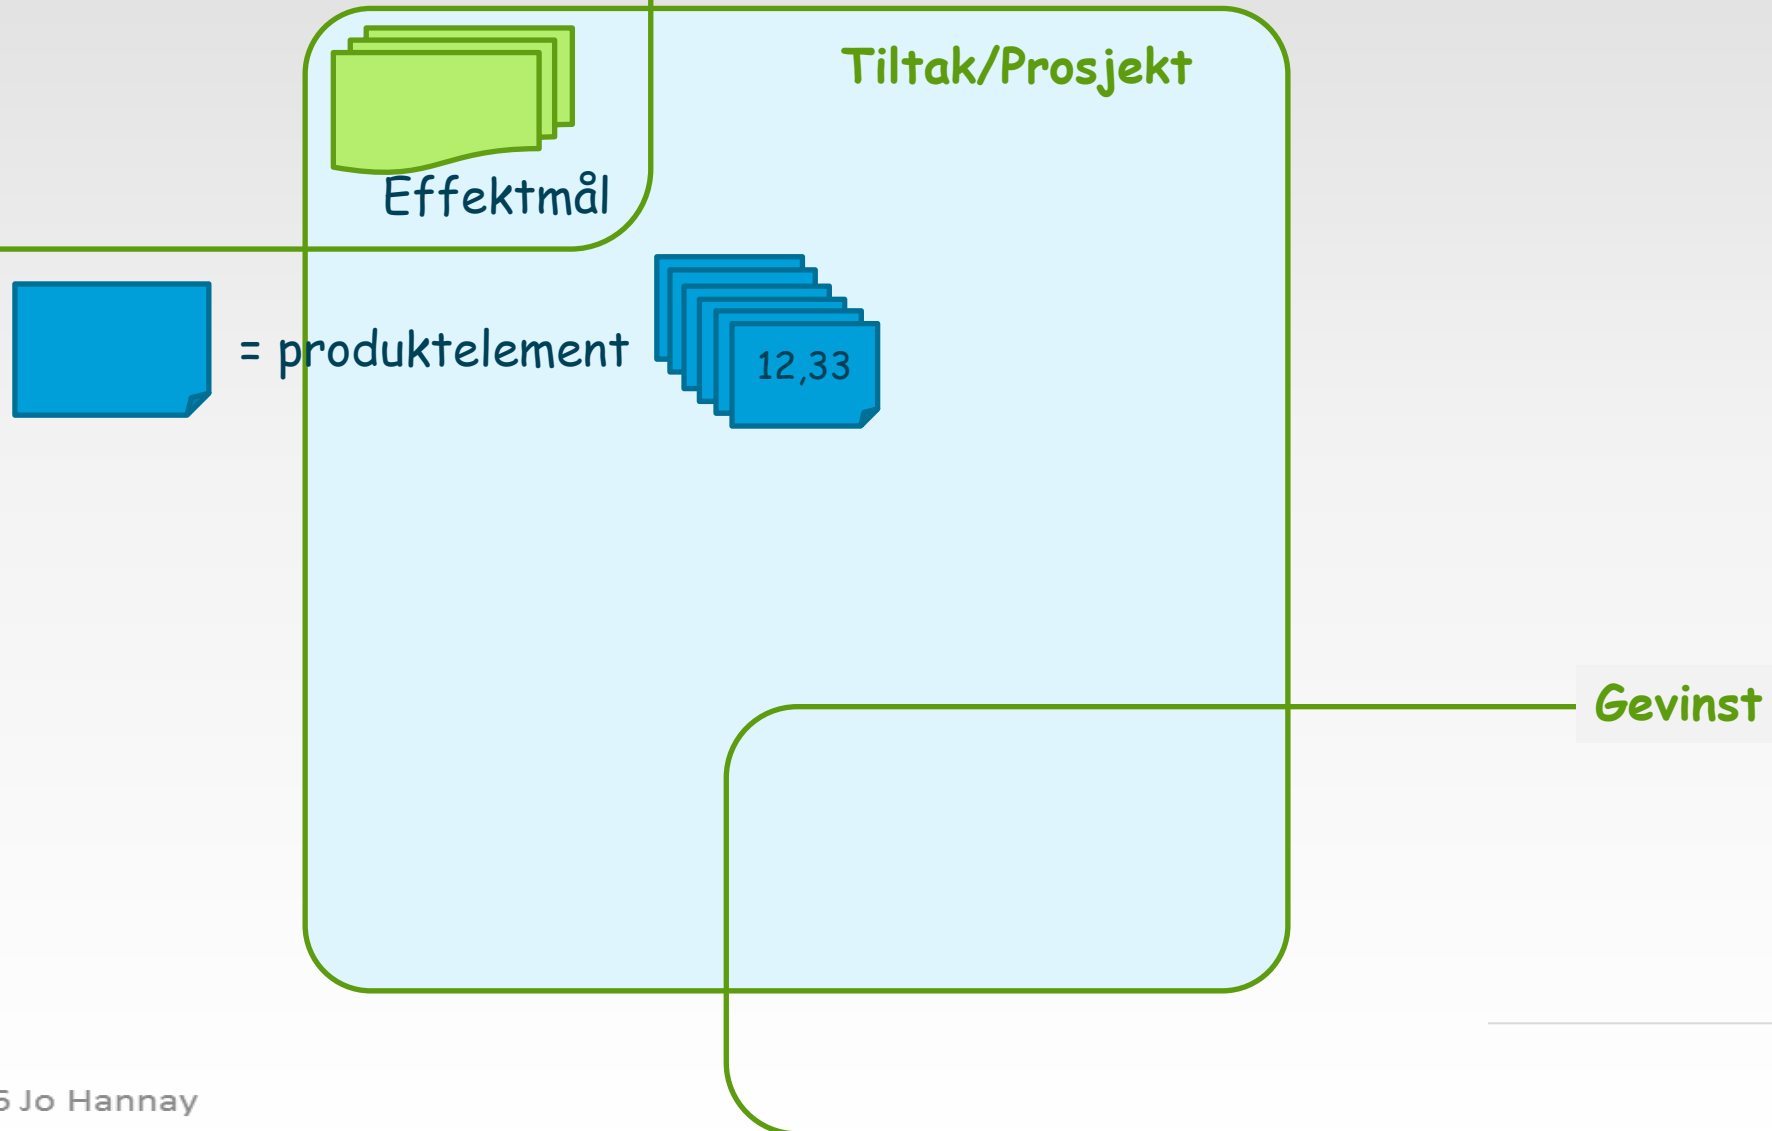 Tiltak/Prosjekt
Effektmål
= produktelement
12,33
Gevinst
Jo Hannay